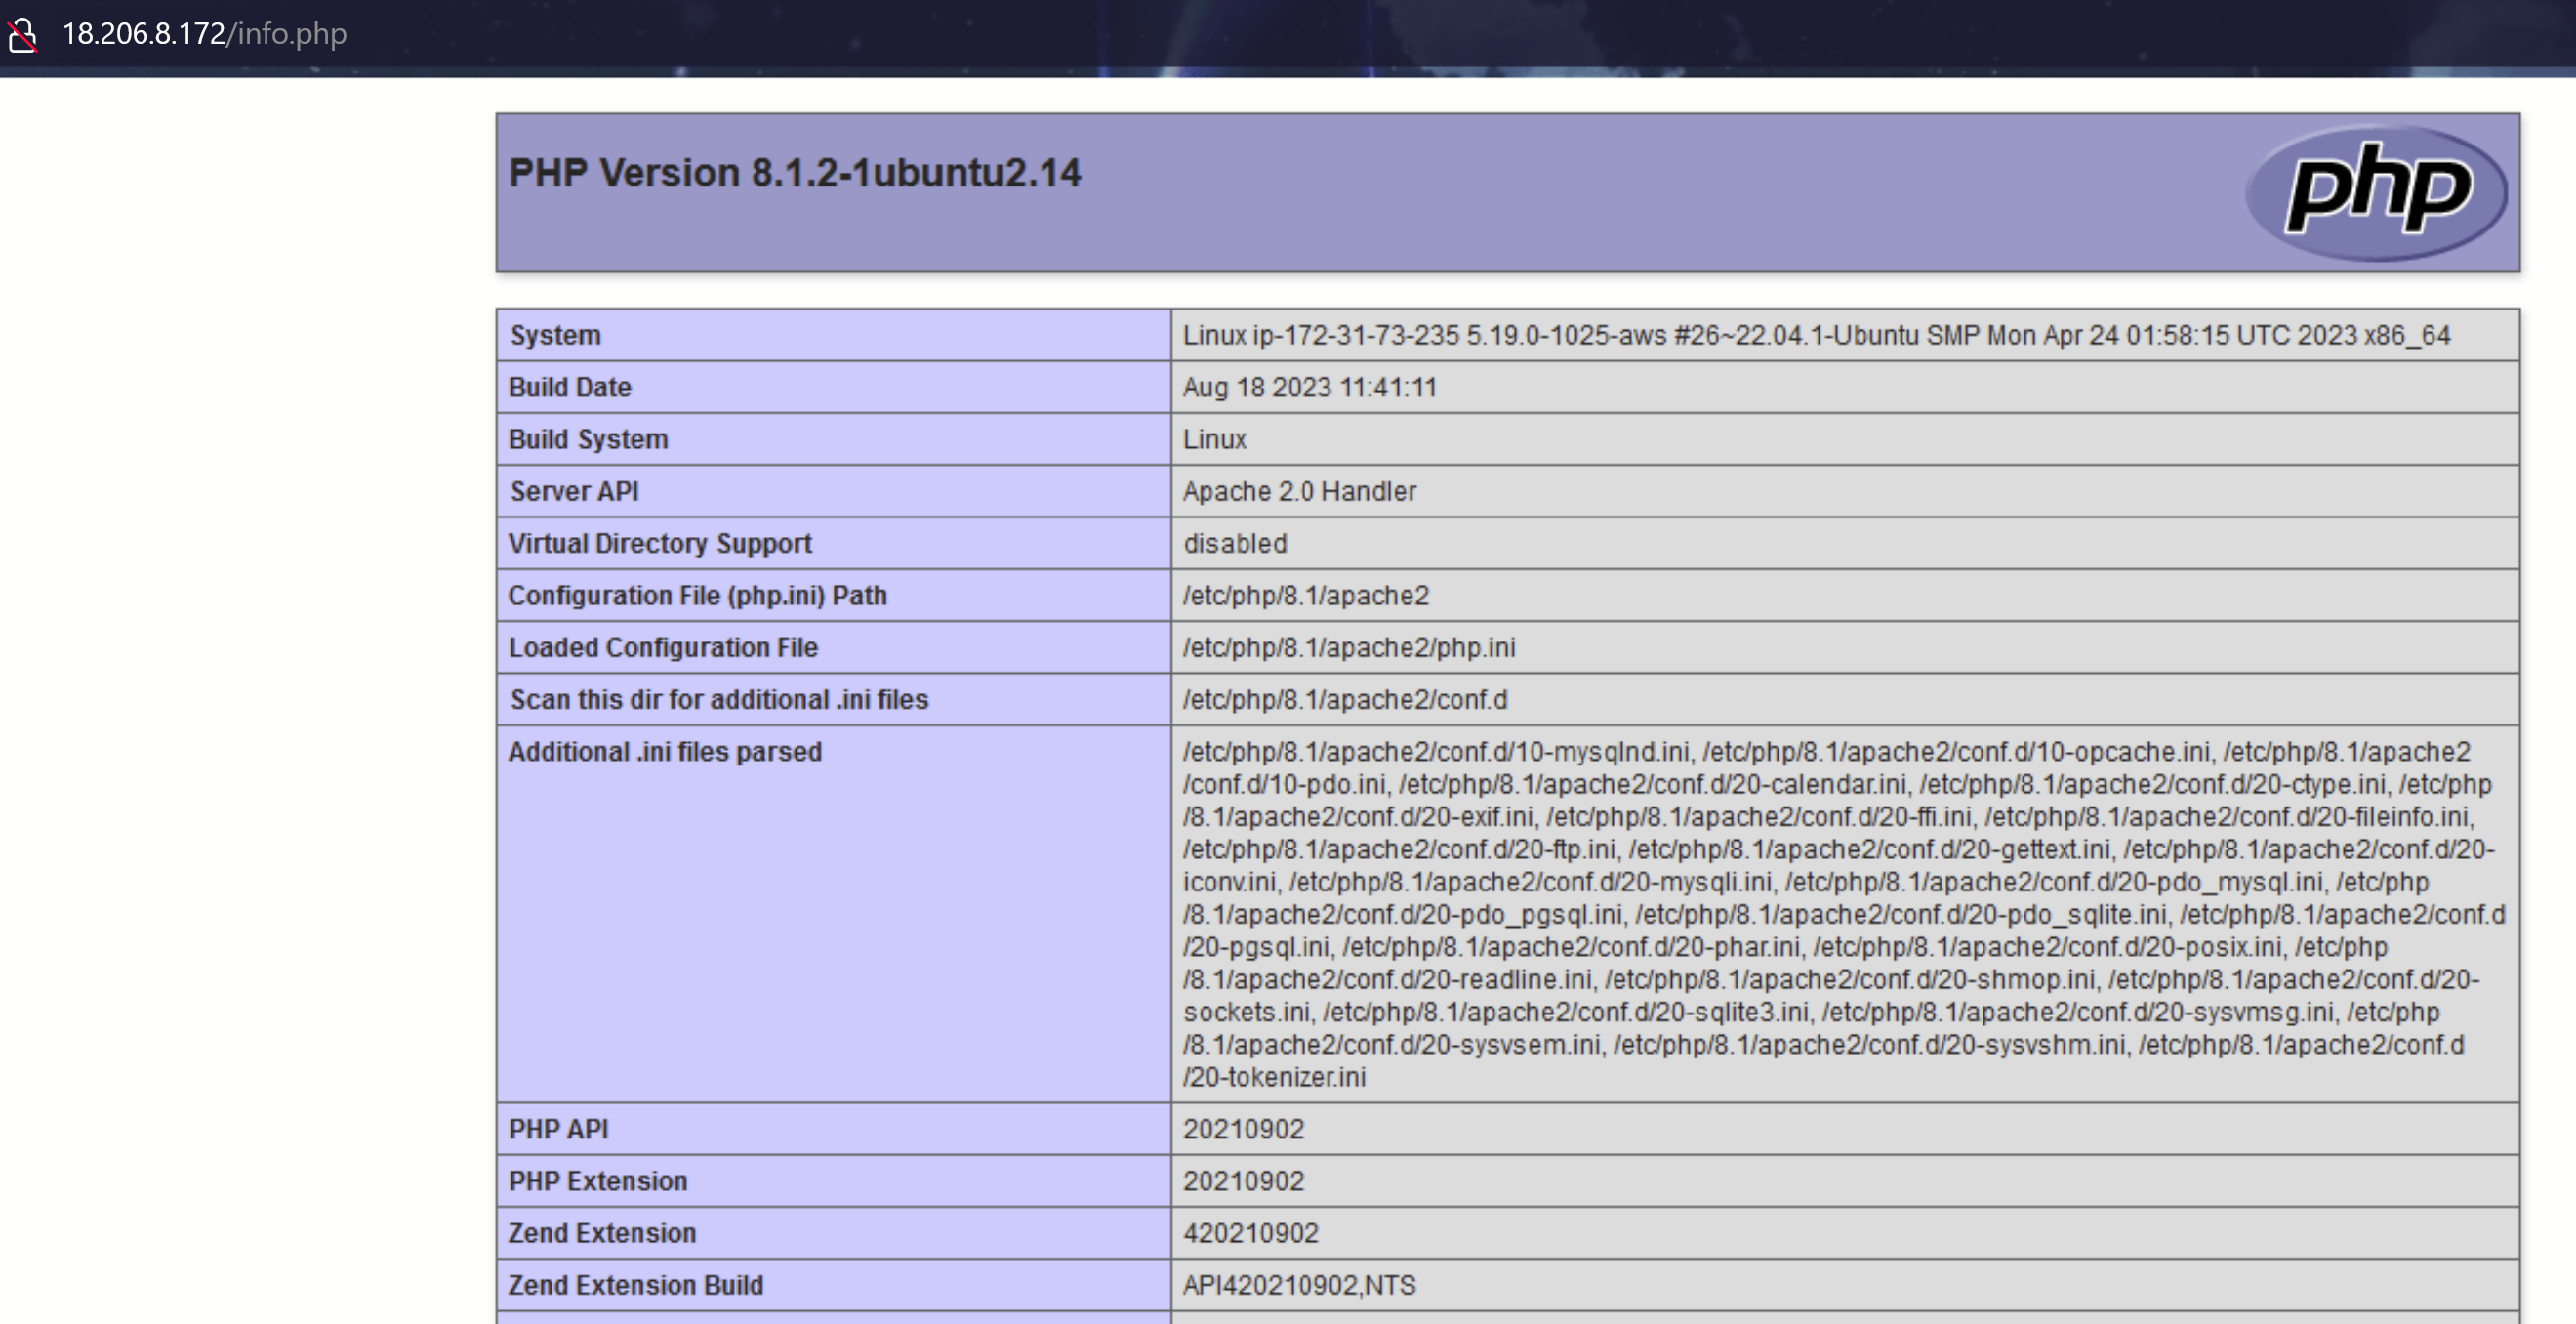 18.206.8.172/info.php
PHP Version 8.1.2-1ubuntu2.14
php
System Linux ip-172-31-73-235 5.19.0-1025-aws #26~22.04.1-Ubuntu SMP Mon Apr 24 01:58:15 UTC 2023 x86_64
Build Date Aug 18 2023 11:41:11
Build System Linux
Server API Apache 2.0 Handler
Virtual Directory Support disabled
Configuration File (php.ini) Path /etc/php/8.1/apache2
Loaded Configuration File /etc/php/8.1/apache2/php.ini
Scan this dir for additional .ini files /etc/php/8.1/apache2/conf.d
Additional .ini files parsed /etc/php/8.1/apache2/conf.d/10-mysqlnd.ini, /etc/php/8.1/apache2/conf.d/10-opcache.ini, /etc/php/8.1/apache2
/conf.d/10-pdo.ini, /etc/php/8.1/apache2/conf.d/20-calendar.ini, /etc/php/8.1/apache2/conf.d/20-ctype.ini, /etc/php
/8.1/apache2/conf.d/20-exif.ini, /etc/php/8.1/apache2/conf.d/20-ffi.ini, /etc/php/8.1/apache2/conf.d/20-fileinfo.ini,
/etc/php/8.1/apache2/conf.d/20-ftp.ini, /etc/php/8.1/apache2/conf.d/20-gettext.ini, /etc/php/8.1/apache2/conf.d/20-
iconv.ini, /etc/php/8.1/apache2/conf.d/20-mysqli.ini, /etc/php/8.1/apache2/conf.d/20-pdo_mysql.ini, /etc/php
/8.1/apache2/conf.d/20-pdo_pgsql.ini, /etc/php/8.1/apache2/conf.d/20-pdo_sqlite.ini, /etc/php/8.1/apache2/conf.d
/20-pgsql.ini, /etc/php/8.1/apache2/conf.d/20-phar.ini, /etc/php/8.1/apache2/conf.d/20-posix.ini, /etc/php
/8.1/apache2/conf.d/20-readline.ini, /etc/php/8.1/apache2/conf.d/20-shmop.ini, /etc/php/8.1/apache2/conf.d/20-
sockets.ini, /etc/php/8.1/apache2/conf.d/20-sqlite3.ini, /etc/php/8.1/apache2/conf.d/20-sysvmsg.ini, /etc/php
/8.1/apache2/conf.d/20-sysvsem.ini, /etc/php/8.1/apache2/conf.d/20-sysvshm.ini, /etc/php/8.1/apache2/conf.d
/20-tokenizer.ini
PHP API 20210902
PHP Extension 20210902
Zend Extension 420210902
Zend Extension Build API420210902,NTS